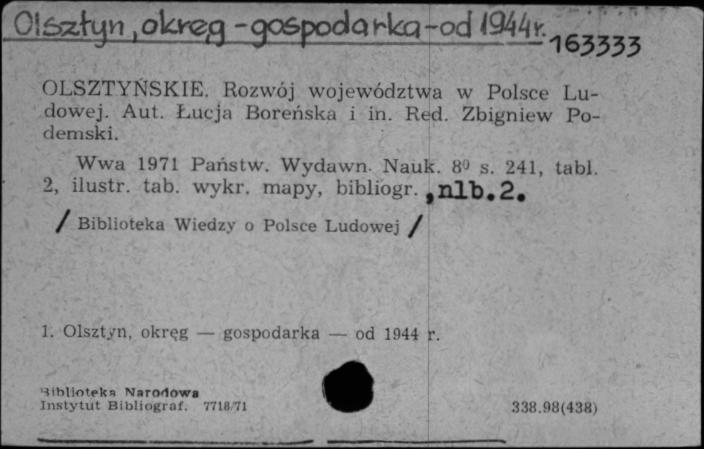 Olsztyn, okręg - gospodarka - od 1944 r.
163333
OLSZTYŃSKIE. Rozwój województwa w Polsce Lu-
dowej. Aut. Łucja Boreńska i in. Red. Zbigniew Po-
demski.
Wwa 1971 Państw. Wydawn. Nauk. 8⁰ s. 241, tabl.
2, ilustr. tab. wykr. mapy, bibliogr. , nlb. 2.
/ Biblioteka Wiedzy o Polsce Ludowej /
1. Olsztyn, okręg — gospodarka — od 1944 r.
Biblioteka Narodowa
Instytut Bibliograf. 7718/71
338.98(438)